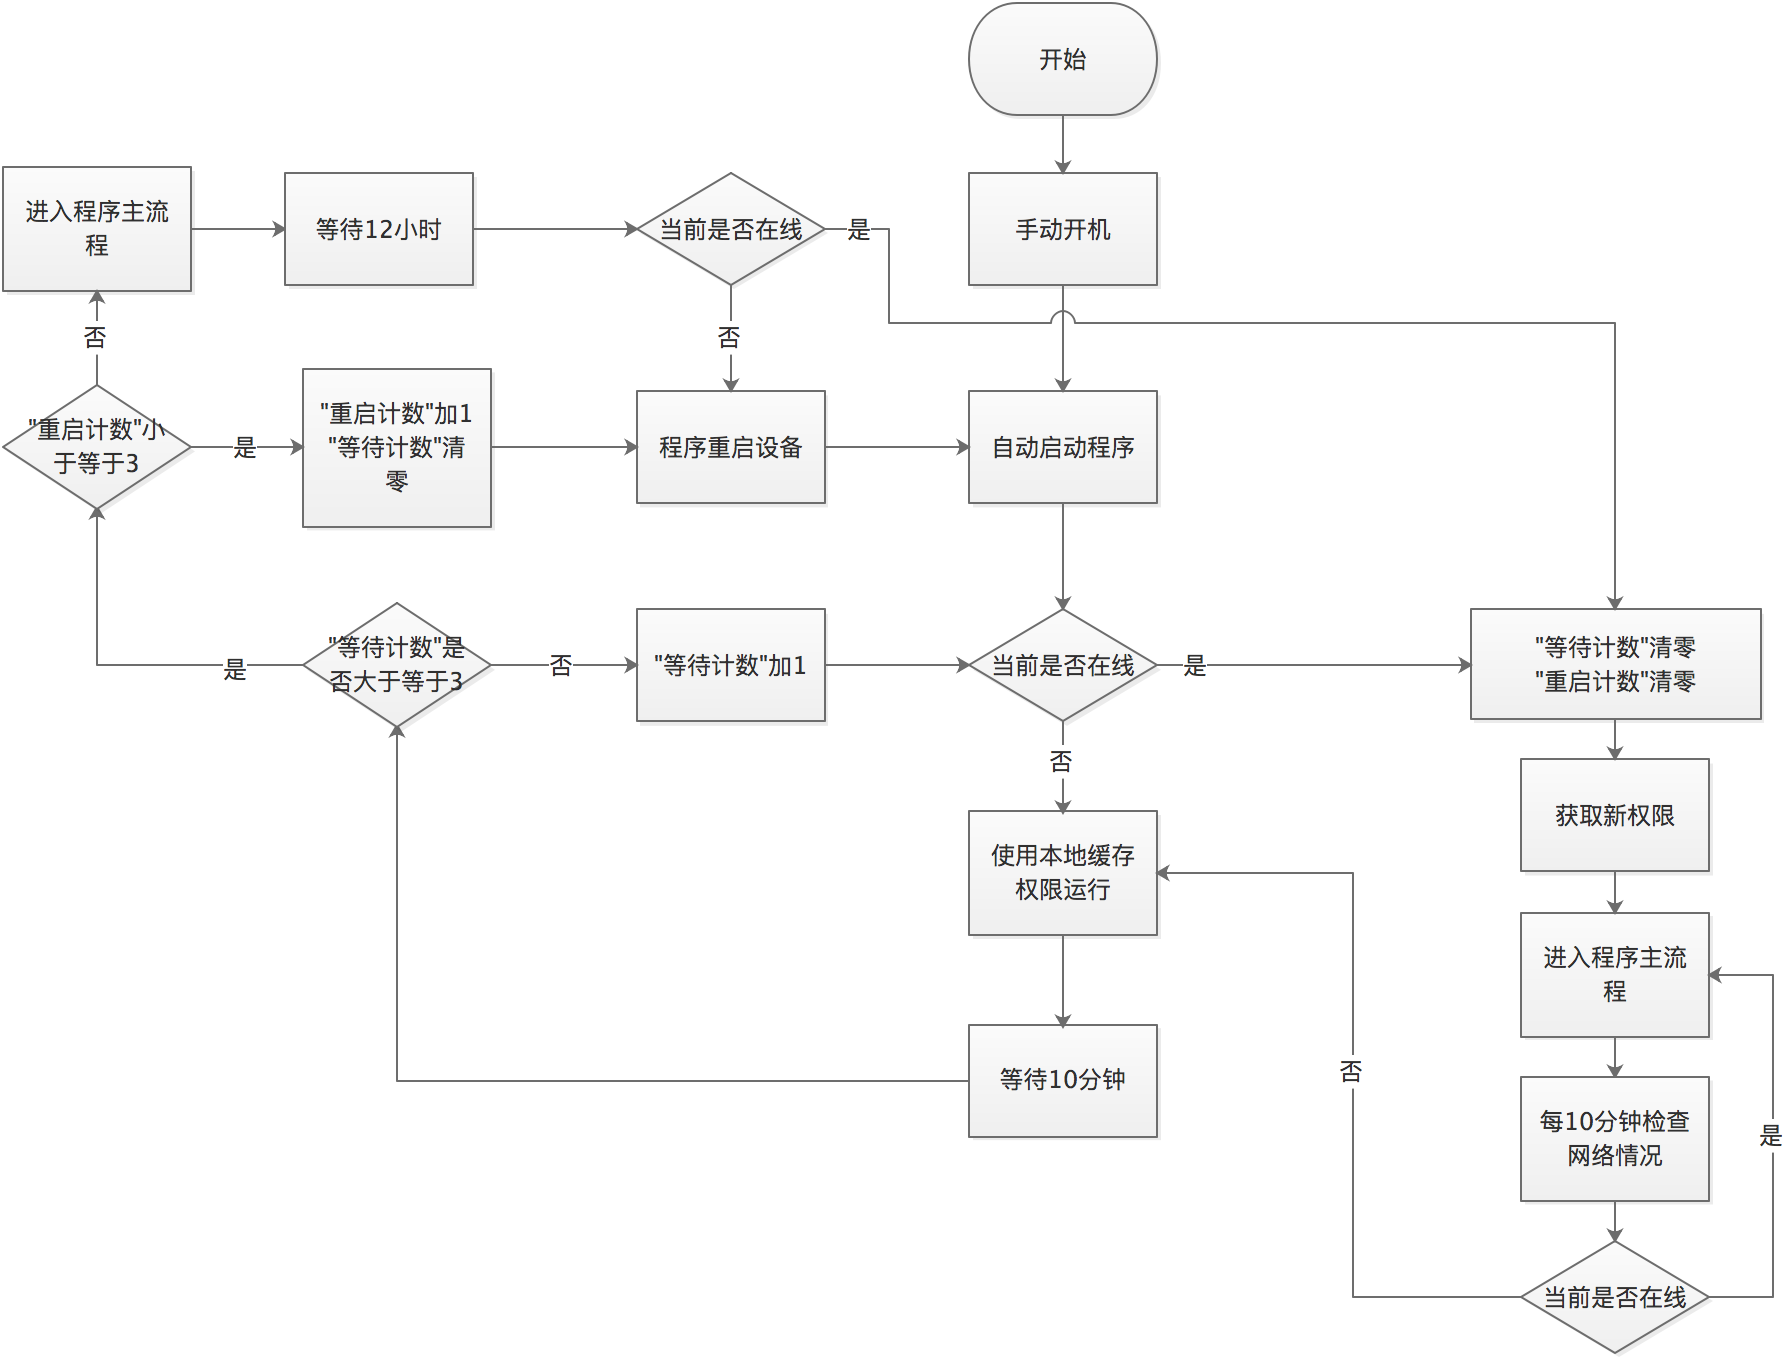 开始
进入程序主流
程
等待12小时
当前是否在线
是
手动开机
否
否
"重启计数"小
于等于3
是
"重启计数"加1
"等待计数"清
零
程序重启设备
自动启动程序
"等待计数"是
否大于等于3
是
否
"等待计数"加1
当前是否在线
是
"等待计数"清零
"重启计数"清零
否
获取新权限
使用本地缓存
权限运行
进入程序主流
程
等待10分钟
否
每10分钟检查
网络情况
是
当前是否在线